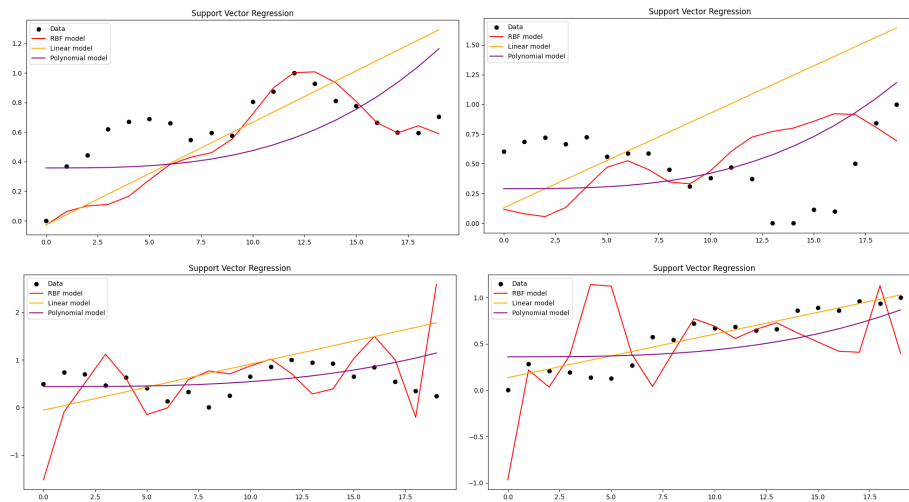 Support Vector Regression
Data
RBF model
Linear model
Polynomial model
1.2
1.0
0.8
0.6
0.4
0.2
0.0
0.0 2.5 5.0 7.5 10.0 12.5 15.0 17.5
Support Vector Regression
Data
RBF model
Linear model
Polynomial model
1.50
1.25
1.00
0.75
0.50
0.25
0.00
0.0 2.5 5.0 7.5 10.0 12.5 15.0 17.5
Support Vector Regression
Data
RBF model
Linear model
Polynomial model
2
1
0
−1
0.0 2.5 5.0 7.5 10.0 12.5 15.0 17.5
Support Vector Regression
Data
RBF model
Linear model
Polynomial model
1.0
0.5
0.0
−0.5
−1.0
0.0 2.5 5.0 7.5 10.0 12.5 15.0 17.5